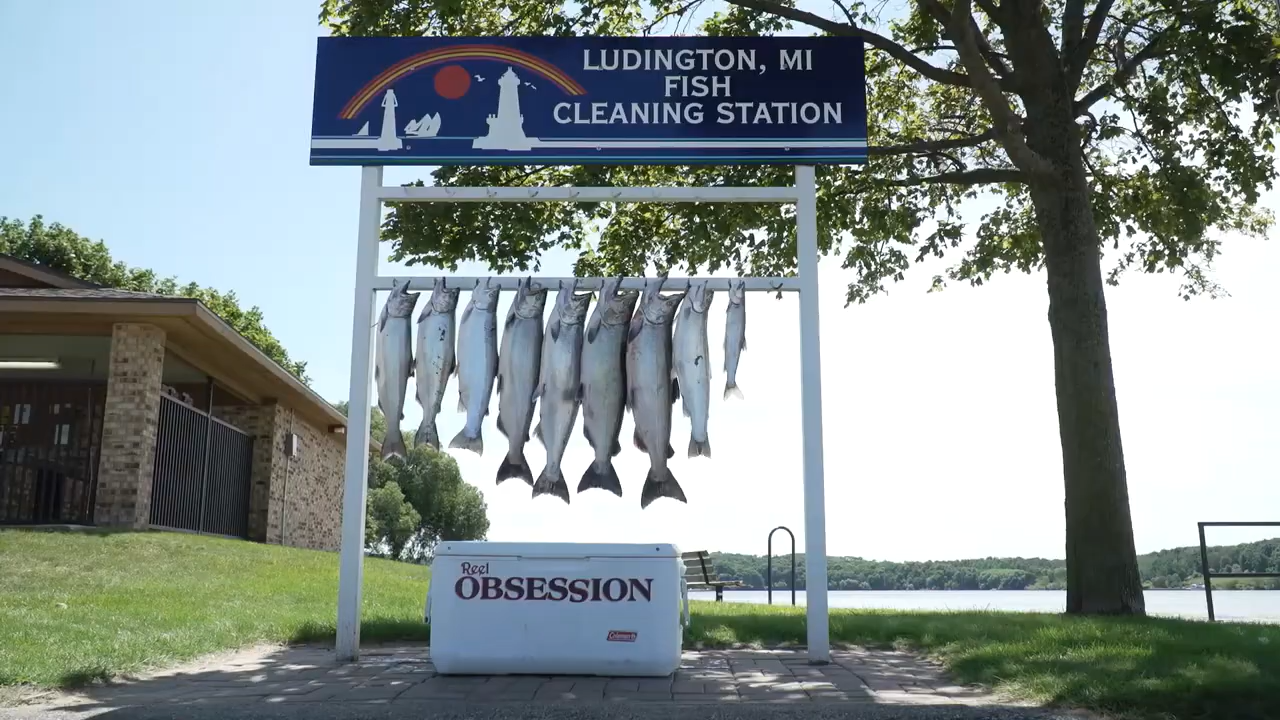 LUDINGTON, MI
FISH
CLEANING STATION
Reel
OBSESSION
Coleman